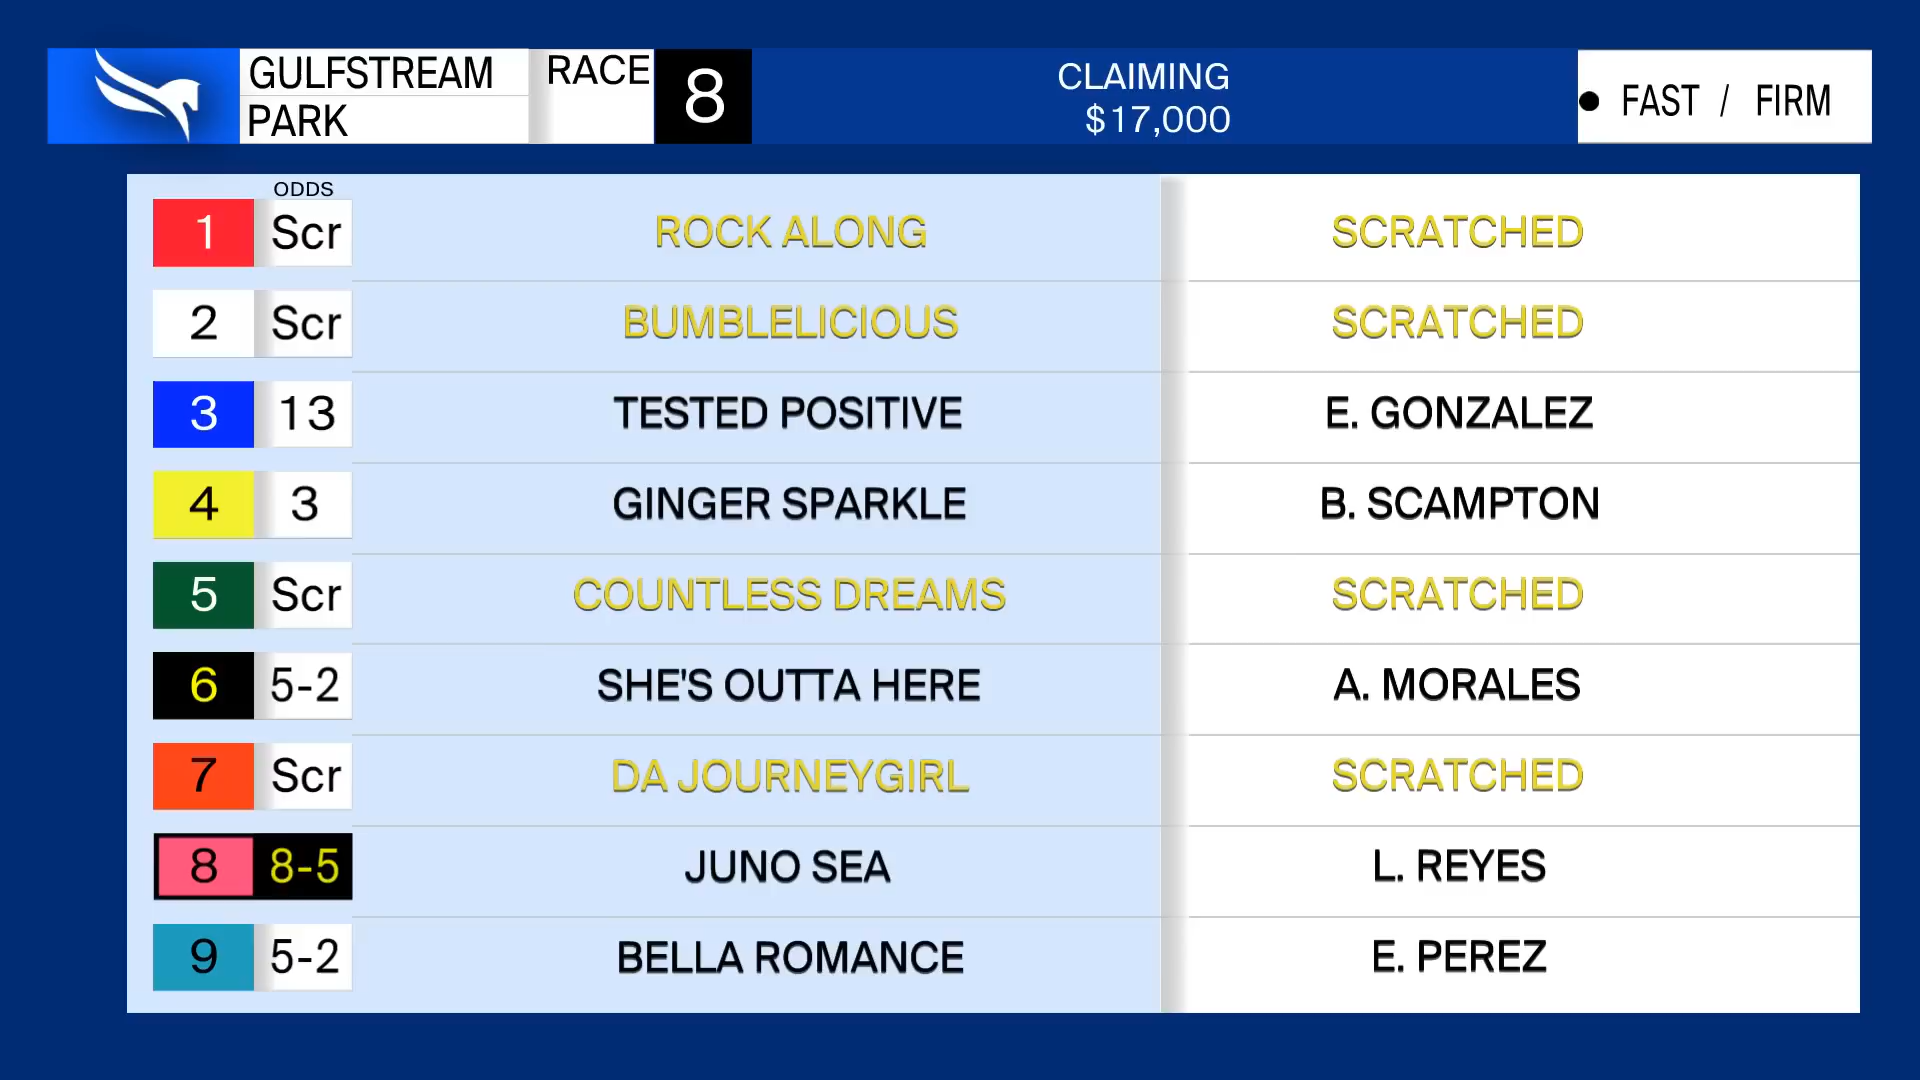 GULFSTREAM
PARK
RACE
8
CLAIMING
$17,000
• FAST / FIRM
ODDS
1 Scr ROCK ALONG SCRATCHED
2 Scr BUMBLELICIOUS SCRATCHED
3 13 TESTED POSITIVE E. GONZALEZ
4 3 GINGER SPARKLE B. SCAMPTON
5 Scr COUNTLESS DREAMS SCRATCHED
6 5-2 SHE'S OUTTA HERE A. MORALES
7 Scr DA JOURNEYGIRL SCRATCHED
8 8-5 JUNO SEA L. REYES
9 5-2 BELLA ROMANCE E. PEREZ